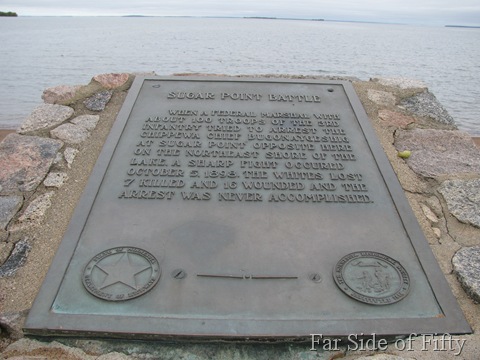 SUGAR POINT BATTLE
WHEN A FEDERAL MARSHAL WITH
ABOUT 100 TROOPS OF THE 3RD
INFANTRY TRIED TO ARREST THE
CHIPPEWA CHIEF BUGONAYGESHIG
AT SUGAR POINT OPPOSITE HERE
ON THE NORTHEAST SHORE OF THE
LAKE A SHARP FIGHT OCCURED
OCTOBER 5, 1898. THE WHITES LOST
7 KILLED AND 16 WOUNDED AND THE
ARREST WAS NEVER ACCOMPLISHED.
Far Side of Fifty